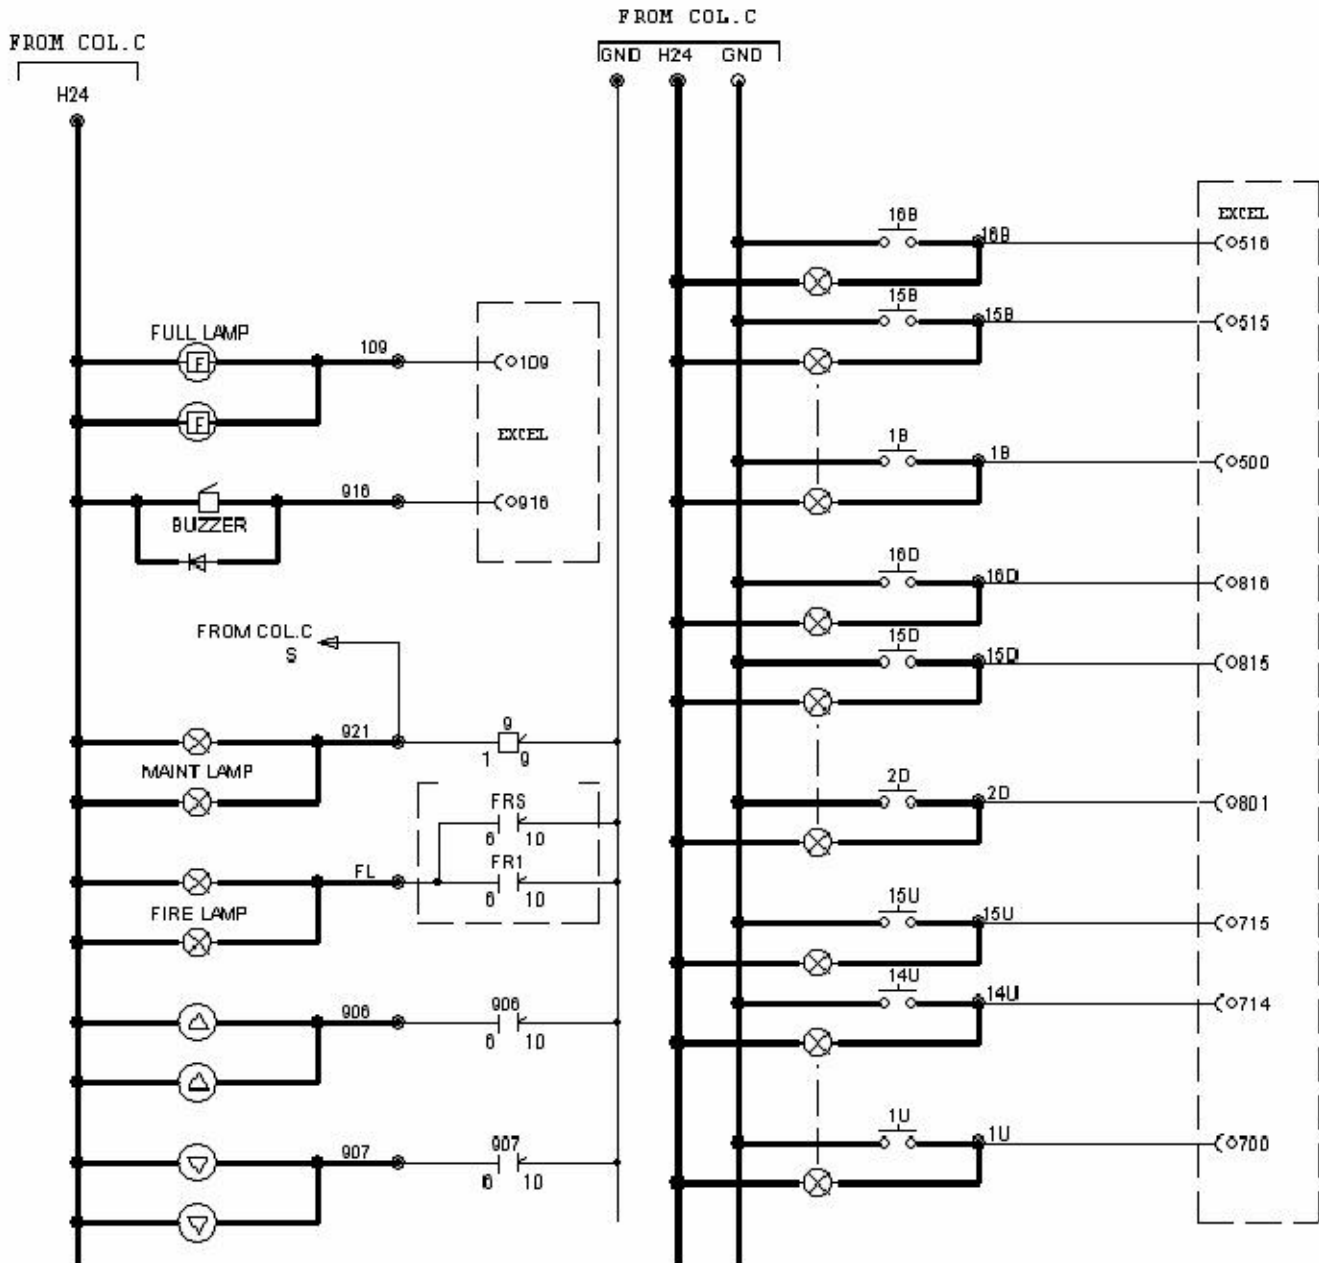 FROM COL.C
H24
FULL LAMP
109
109
EXCEL
916
916
BUZZER
FROM COL.C
S
921
9
1 9
MAINT LAMP
FRS
6 10
FL
FR1
6 10
FIRE LAMP
906
906
6 10
907
907
6 10
FROM COL.C
GND H24 GND
EXCEL
16B
16B
516
15B
15B
515
1B
1B
500
16D
16D
816
15D
15D
815
2D
2D
801
15U
15U
715
14U
14U
714
1U
1U
700